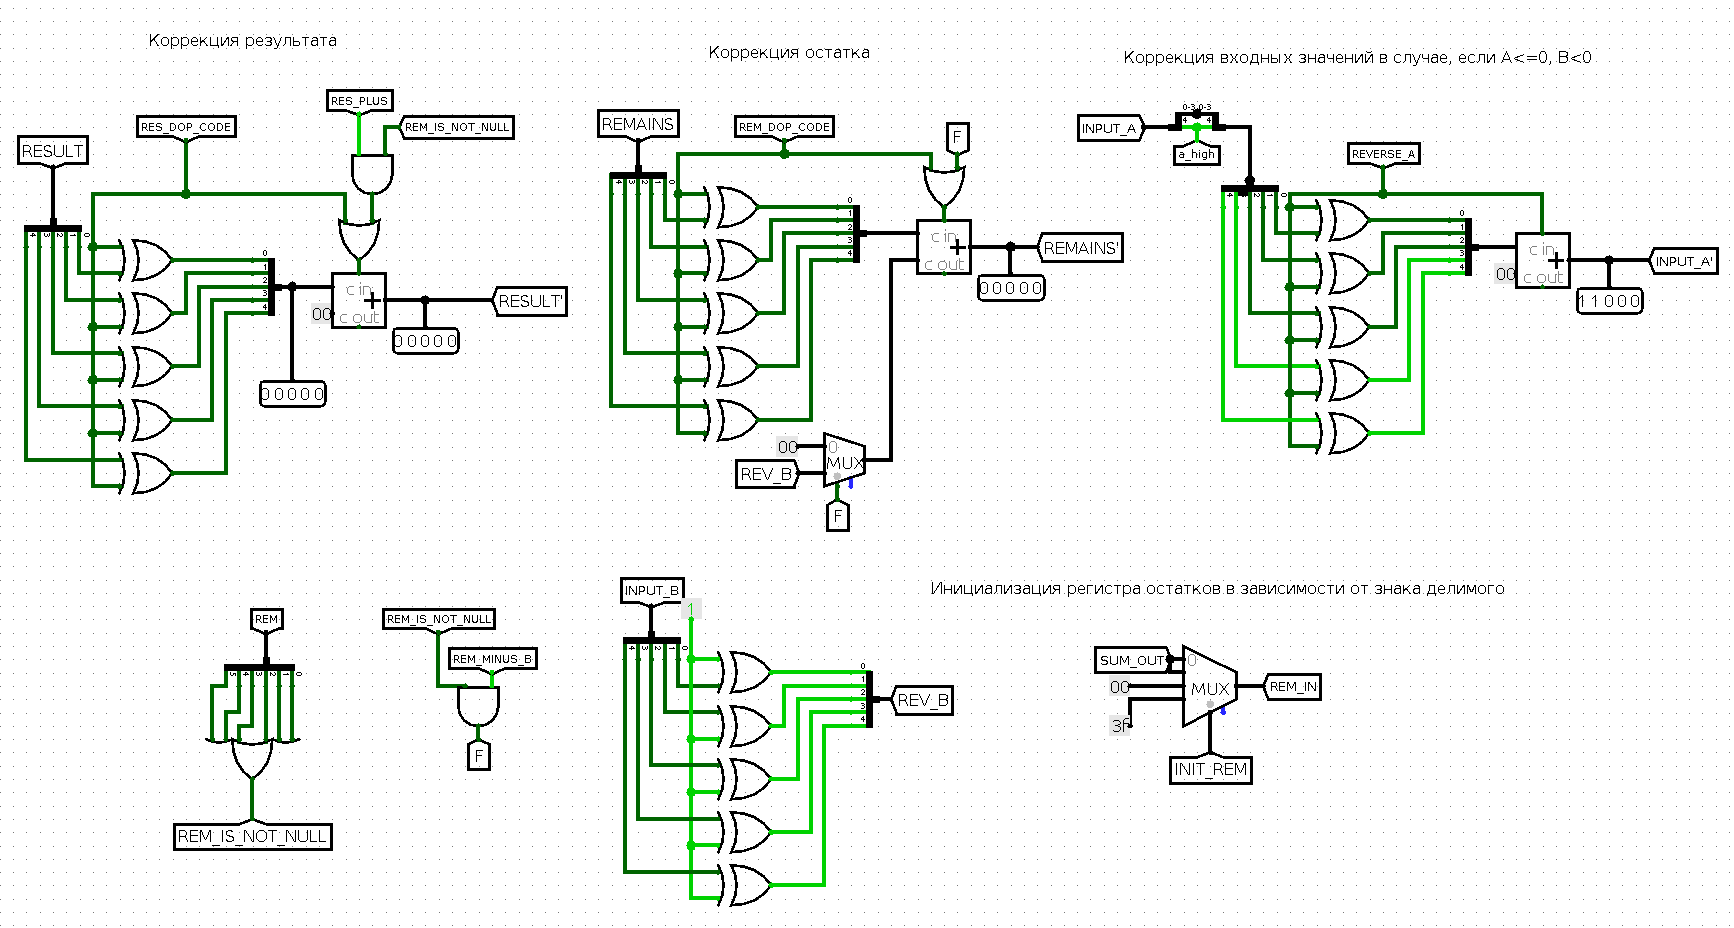 Коррекция результата
Коррекция остатка
Коррекция входных значений в случае, если A<=0, B<0
RES_PLUS
RES_DOP_CODE
REM_IS_NOT_NULL
RESULT
4 3 2 1 0
0
1
2
3
4
c in
+
c out
00
RESULT'
00000
00000
REMAINS
REM_DOP_CODE
F
4 3 2 1 0
0
1
2
3
4
c in
+
c out
REMAINS'
00000
00
0
MUX
REV_B
F
INPUT_A
0-3 0-3
4 4
a_high
REVERSE_A
4 3 2 1 0
0
1
2
3
4
c in
+
c out
00
INPUT_A'
11000
REM
5 4 3 2 1 0
REM_IS_NOT_NULL
REM_IS_NOT_NULL
REM_MINUS_B
F
INPUT_B
1
4 3 2 1 0
0
1
2
3
4
REV_B
Инициализация регистра остатков в зависимости от знака делимого
SUM_OUT
0
00
MUX
3f
REM_IN
INIT_REM